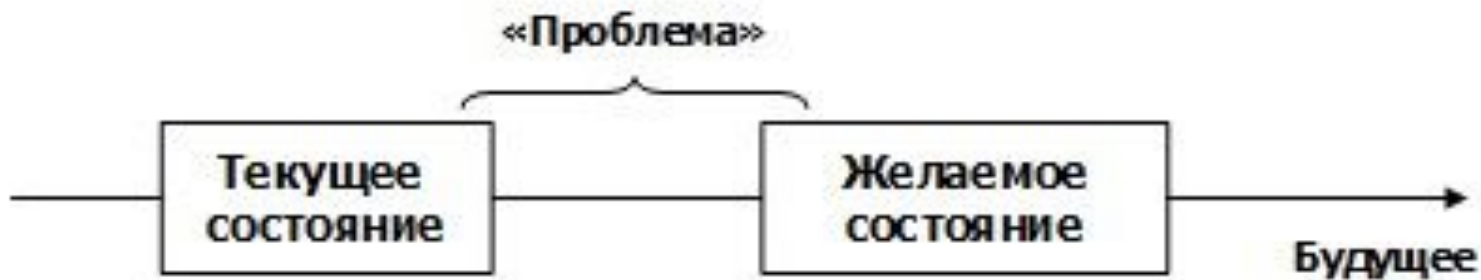 «Проблема»
Текущее
состояние
Желаемое
состояние
Будущее